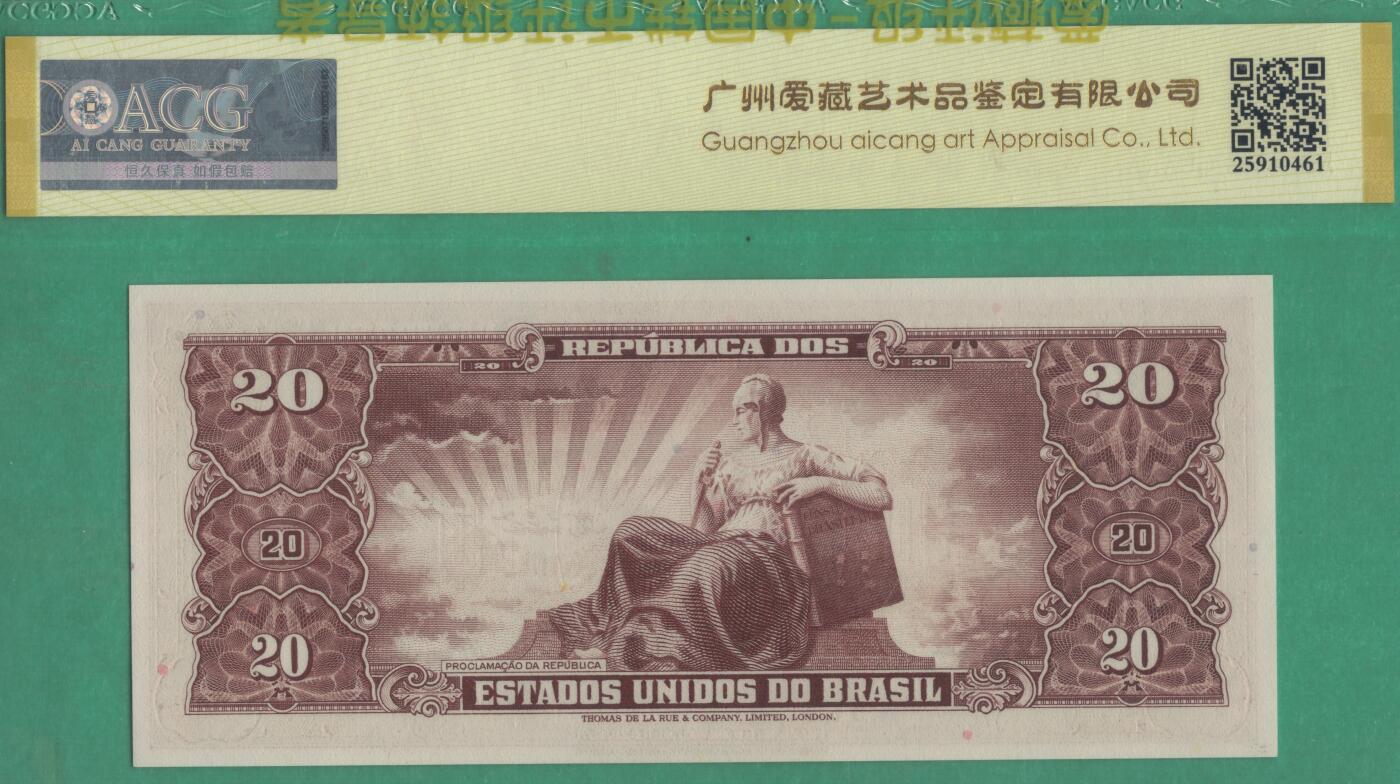 ACG
AI CANG GUARANTY
恒久保真 如假包赔
广州爱藏艺术品鉴定有限公司
Guangzhou aicang art Appraisal Co., Ltd.
25910461
REPÚBLICA DOS
20 20
20 20
20 20
20 20
PROCLAMAÇÃO DA REPÚBLICA
ESTADOS UNIDOS DO BRASIL
THOMAS DE LA RUE & COMPANY, LIMITED, LONDON.